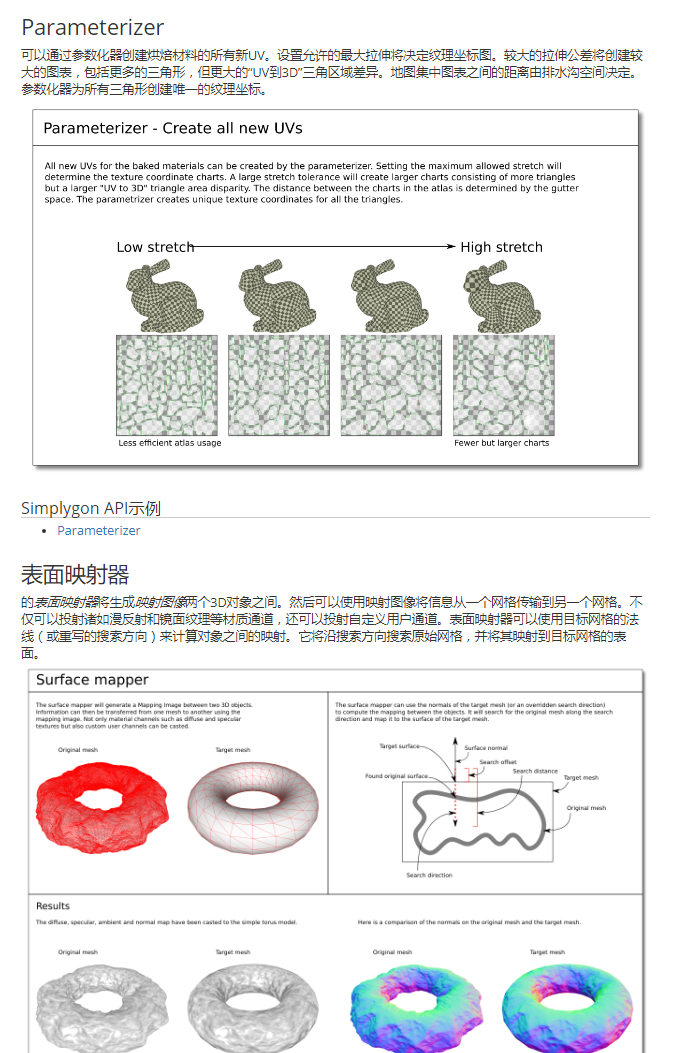 Parameterizer
可以通过参数化器创建烘焙材料的所有新UV。设置允许的最大拉伸将决定纹理坐标图。较大的拉伸公差将创建较
大的图表，包括更多的三角形，但更大的“UV到3D”三角区域差异。地图集中图表之间的距离由排水沟空间决定。
参数化器为所有三角形创建唯一的纹理坐标。
Parameterizer - Create all new UVs
All new UVs for the baked materials can be created by the parameterizer. Setting the maximum allowed stretch will
determine the texture coordinate charts. A large stretch tolerance will create larger charts consisting of more triangles
but a larger "UV to 3D" triangle area disparity. The distance between the charts in the atlas is determined by the gutter
space. The parametrizer creates unique texture coordinates for all the triangles.
Low stretch
High stretch
Less efficient atlas usage
Fewer but larger charts
Simplygon API示例
Parameterizer
表面映射器
的表面映射器将生成映射图像两个3D对象之间。然后可以使用映射图像将信息从一个网格传输到另一个网格。不
仅可以投射诸如漫反射和镜面纹理等材质通道，还可以投射自定义用户通道。表面映射器可以使用目标网格的法
线（或重写的搜索方向）来计算对象之间的映射。它将沿搜索方向搜索原始网格，并将其映射到目标网格的表
面。
Surface mapper
The surface mapper will generate a Mapping Image between two 3D objects.
Information can then be transferred from one mesh to another using the
mapping image. Not only material channels such as diffuse and specular
textures but also custom user channels can be casted.
Original mesh
Target mesh
The surface mapper can use the normals of the target mesh (or an overridden search direction)
to compute the mapping between the objects. It will search for the original mesh along the search
direction and map it to the surface of the target mesh.
Target surface
Surface normal
Search offset
Search distance
Found original surface
Target mesh
Original mesh
Search direction
Results
The diffuse, specular, ambient and normal map have been casted to the simple torus model.
Original mesh
Target mesh
Here is a comparison of the normals on the original mesh and the target mesh.
Original mesh
Target mesh